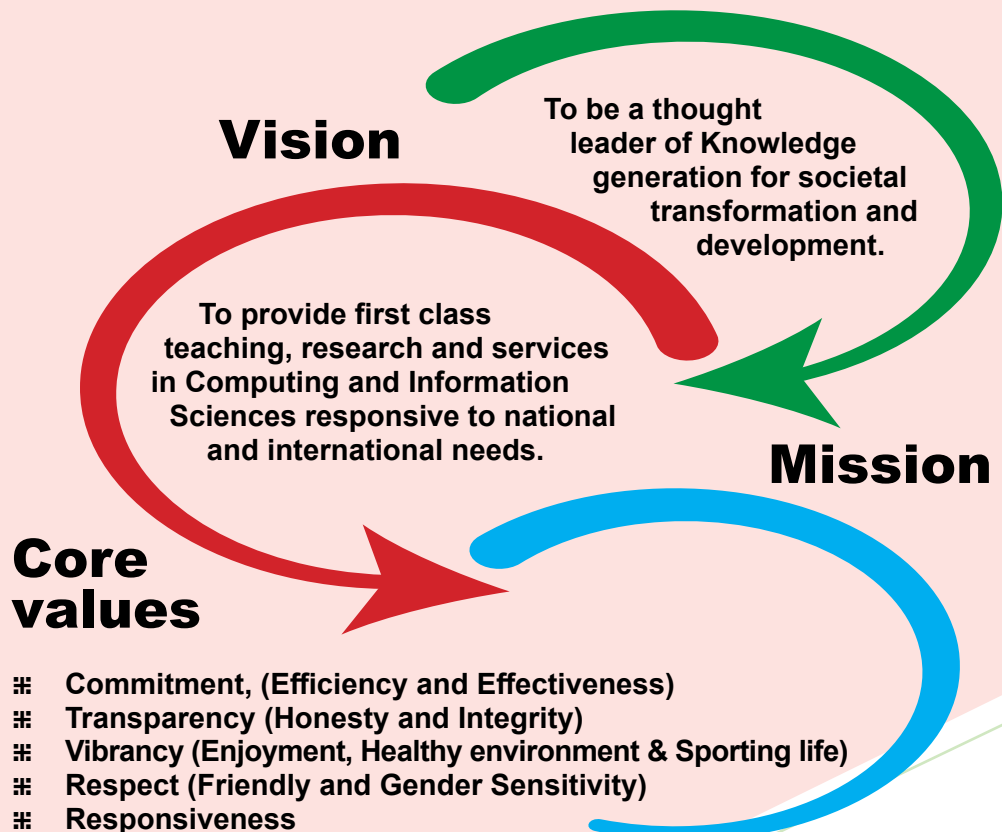 Vision
To be a thought
leader of Knowledge
generation for societal
transformation and
development.
Mission
To provide first class
teaching, research and services
in Computing and Information
Sciences responsive to national
and international needs.
Core
values
⌘ Commitment, (Efficiency and Effectiveness)
⌘ Transparency (Honesty and Integrity)
⌘ Vibrancy (Enjoyment, Healthy environment & Sporting life)
⌘ Respect (Friendly and Gender Sensitivity)
⌘ Responsiveness